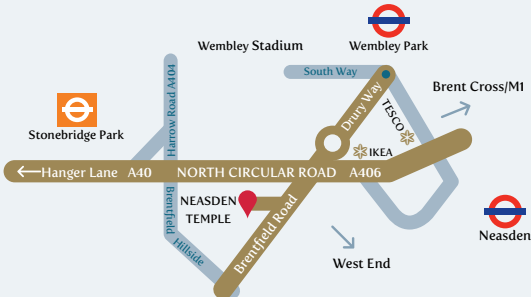 Wembley Stadium
Wembley Park
South Way
Brent Cross/M1
Harrow Road A404
Drury Way
TESCO
Stonebridge Park
IKEA
Hanger Lane A40 NORTH CIRCULAR ROAD A406
NEASDEN
TEMPLE
Brentfield
Brentfield Road
Neasden
Hillside
West End